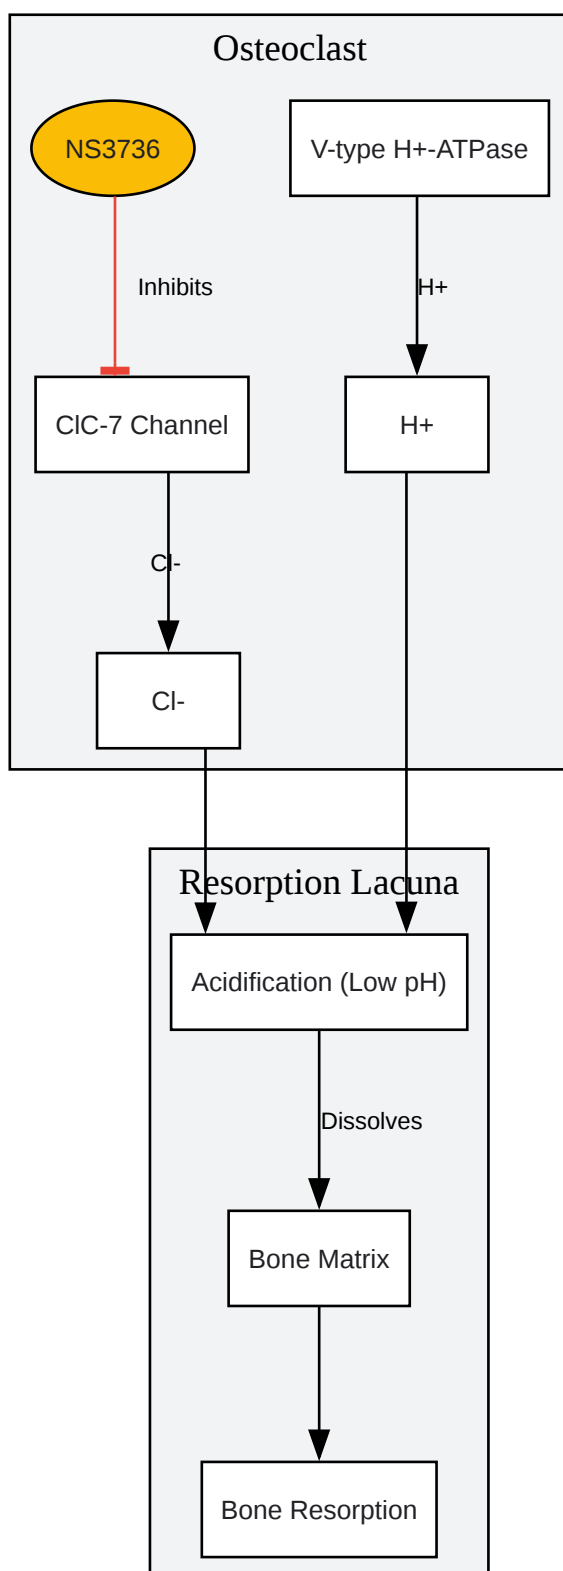 Osteoclast
NS3736
V-type H+-ATPase
Inhibits
H+
ClC-7 Channel
H+
Cl-
Cl-
Resorption Lacuna
Acidification (Low pH)
Dissolves
Bone Matrix
Bone Resorption